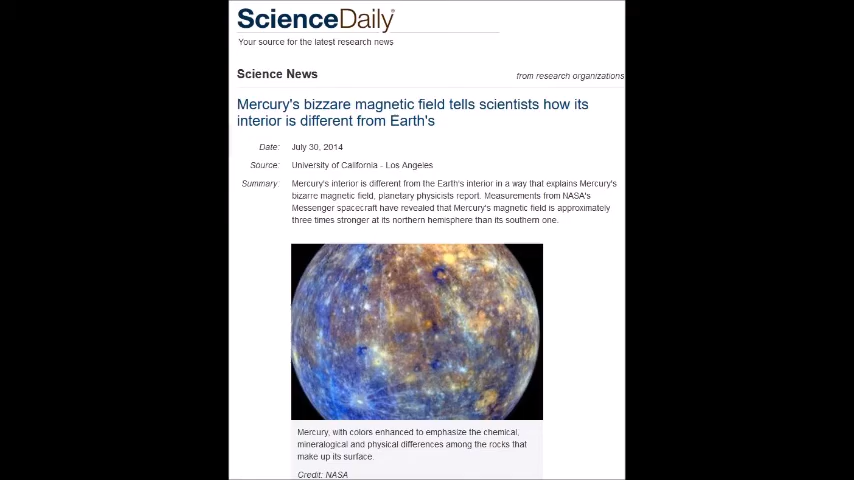 ScienceDaily
Your source for the latest research news
Science News
from research organizations
Mercury's bizzare magnetic field tells scientists how its
interior is different from Earth's
Date: July 30, 2014
Source: University of California - Los Angeles
Summary: Mercury's interior is different from the Earth's interior in a way that explains Mercury's
bizarre magnetic field, planetary physicists report. Measurements from NASA's
Messenger spacecraft have revealed that Mercury's magnetic field is approximately
three times stronger at its northern hemisphere than its southern one.
Mercury, with colors enhanced to emphasize the chemical,
mineralogical and physical differences among the rocks that
make up its surface.
Credit: NASA